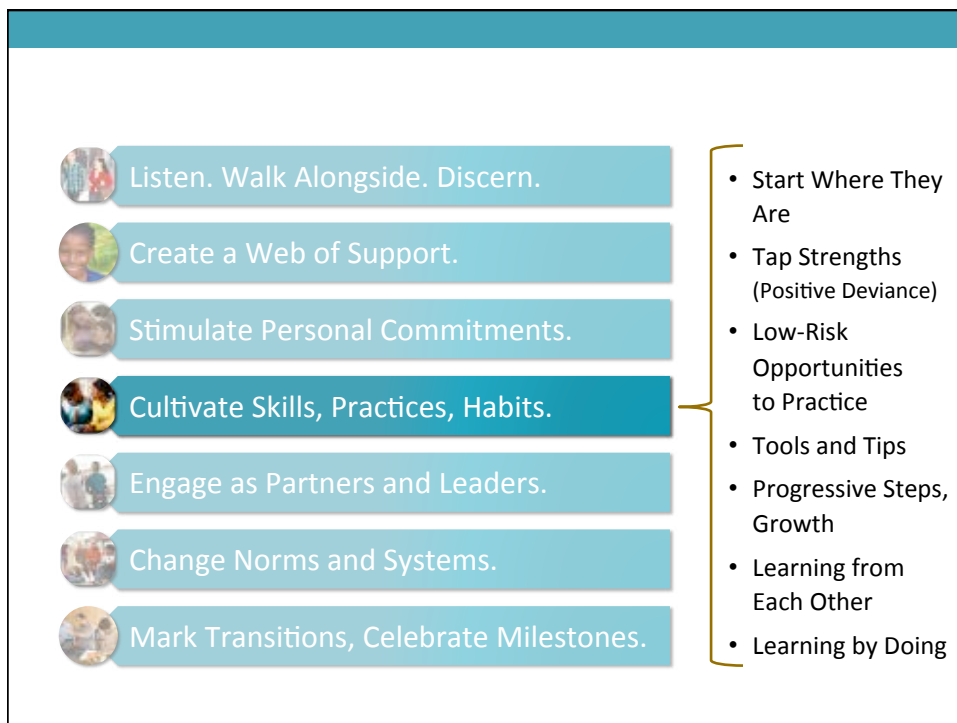 Listen. Walk Alongside. Discern.
Create a Web of Support.
Stimulate Personal Commitments.
Cultivate Skills, Practices, Habits.
Engage as Partners and Leaders.
Change Norms and Systems.
Mark Transitions, Celebrate Milestones.
• Start Where They
Are
• Tap Strengths
(Positive Deviance)
• Low-Risk
Opportunities
to Practice
• Tools and Tips
• Progressive Steps,
Growth
• Learning from
Each Other
• Learning by Doing